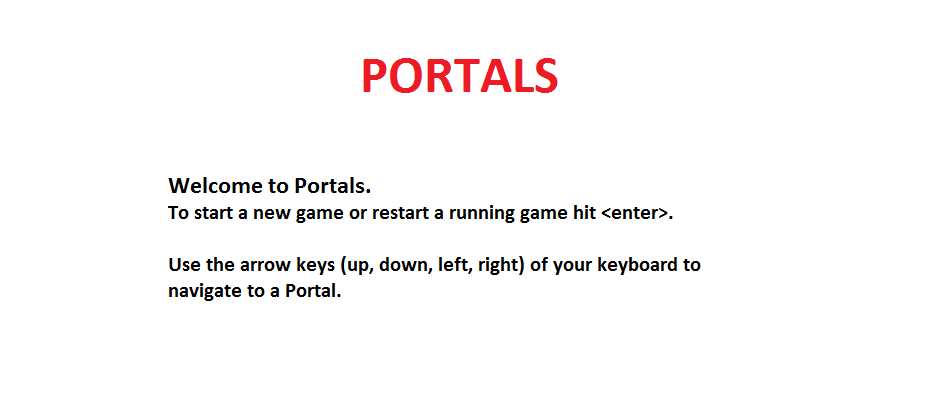 PORTALS
Welcome to Portals.
To start a new game or restart a running game hit <enter>.
Use the arrow keys (up, down, left, right) of your keyboard to
navigate to a Portal.